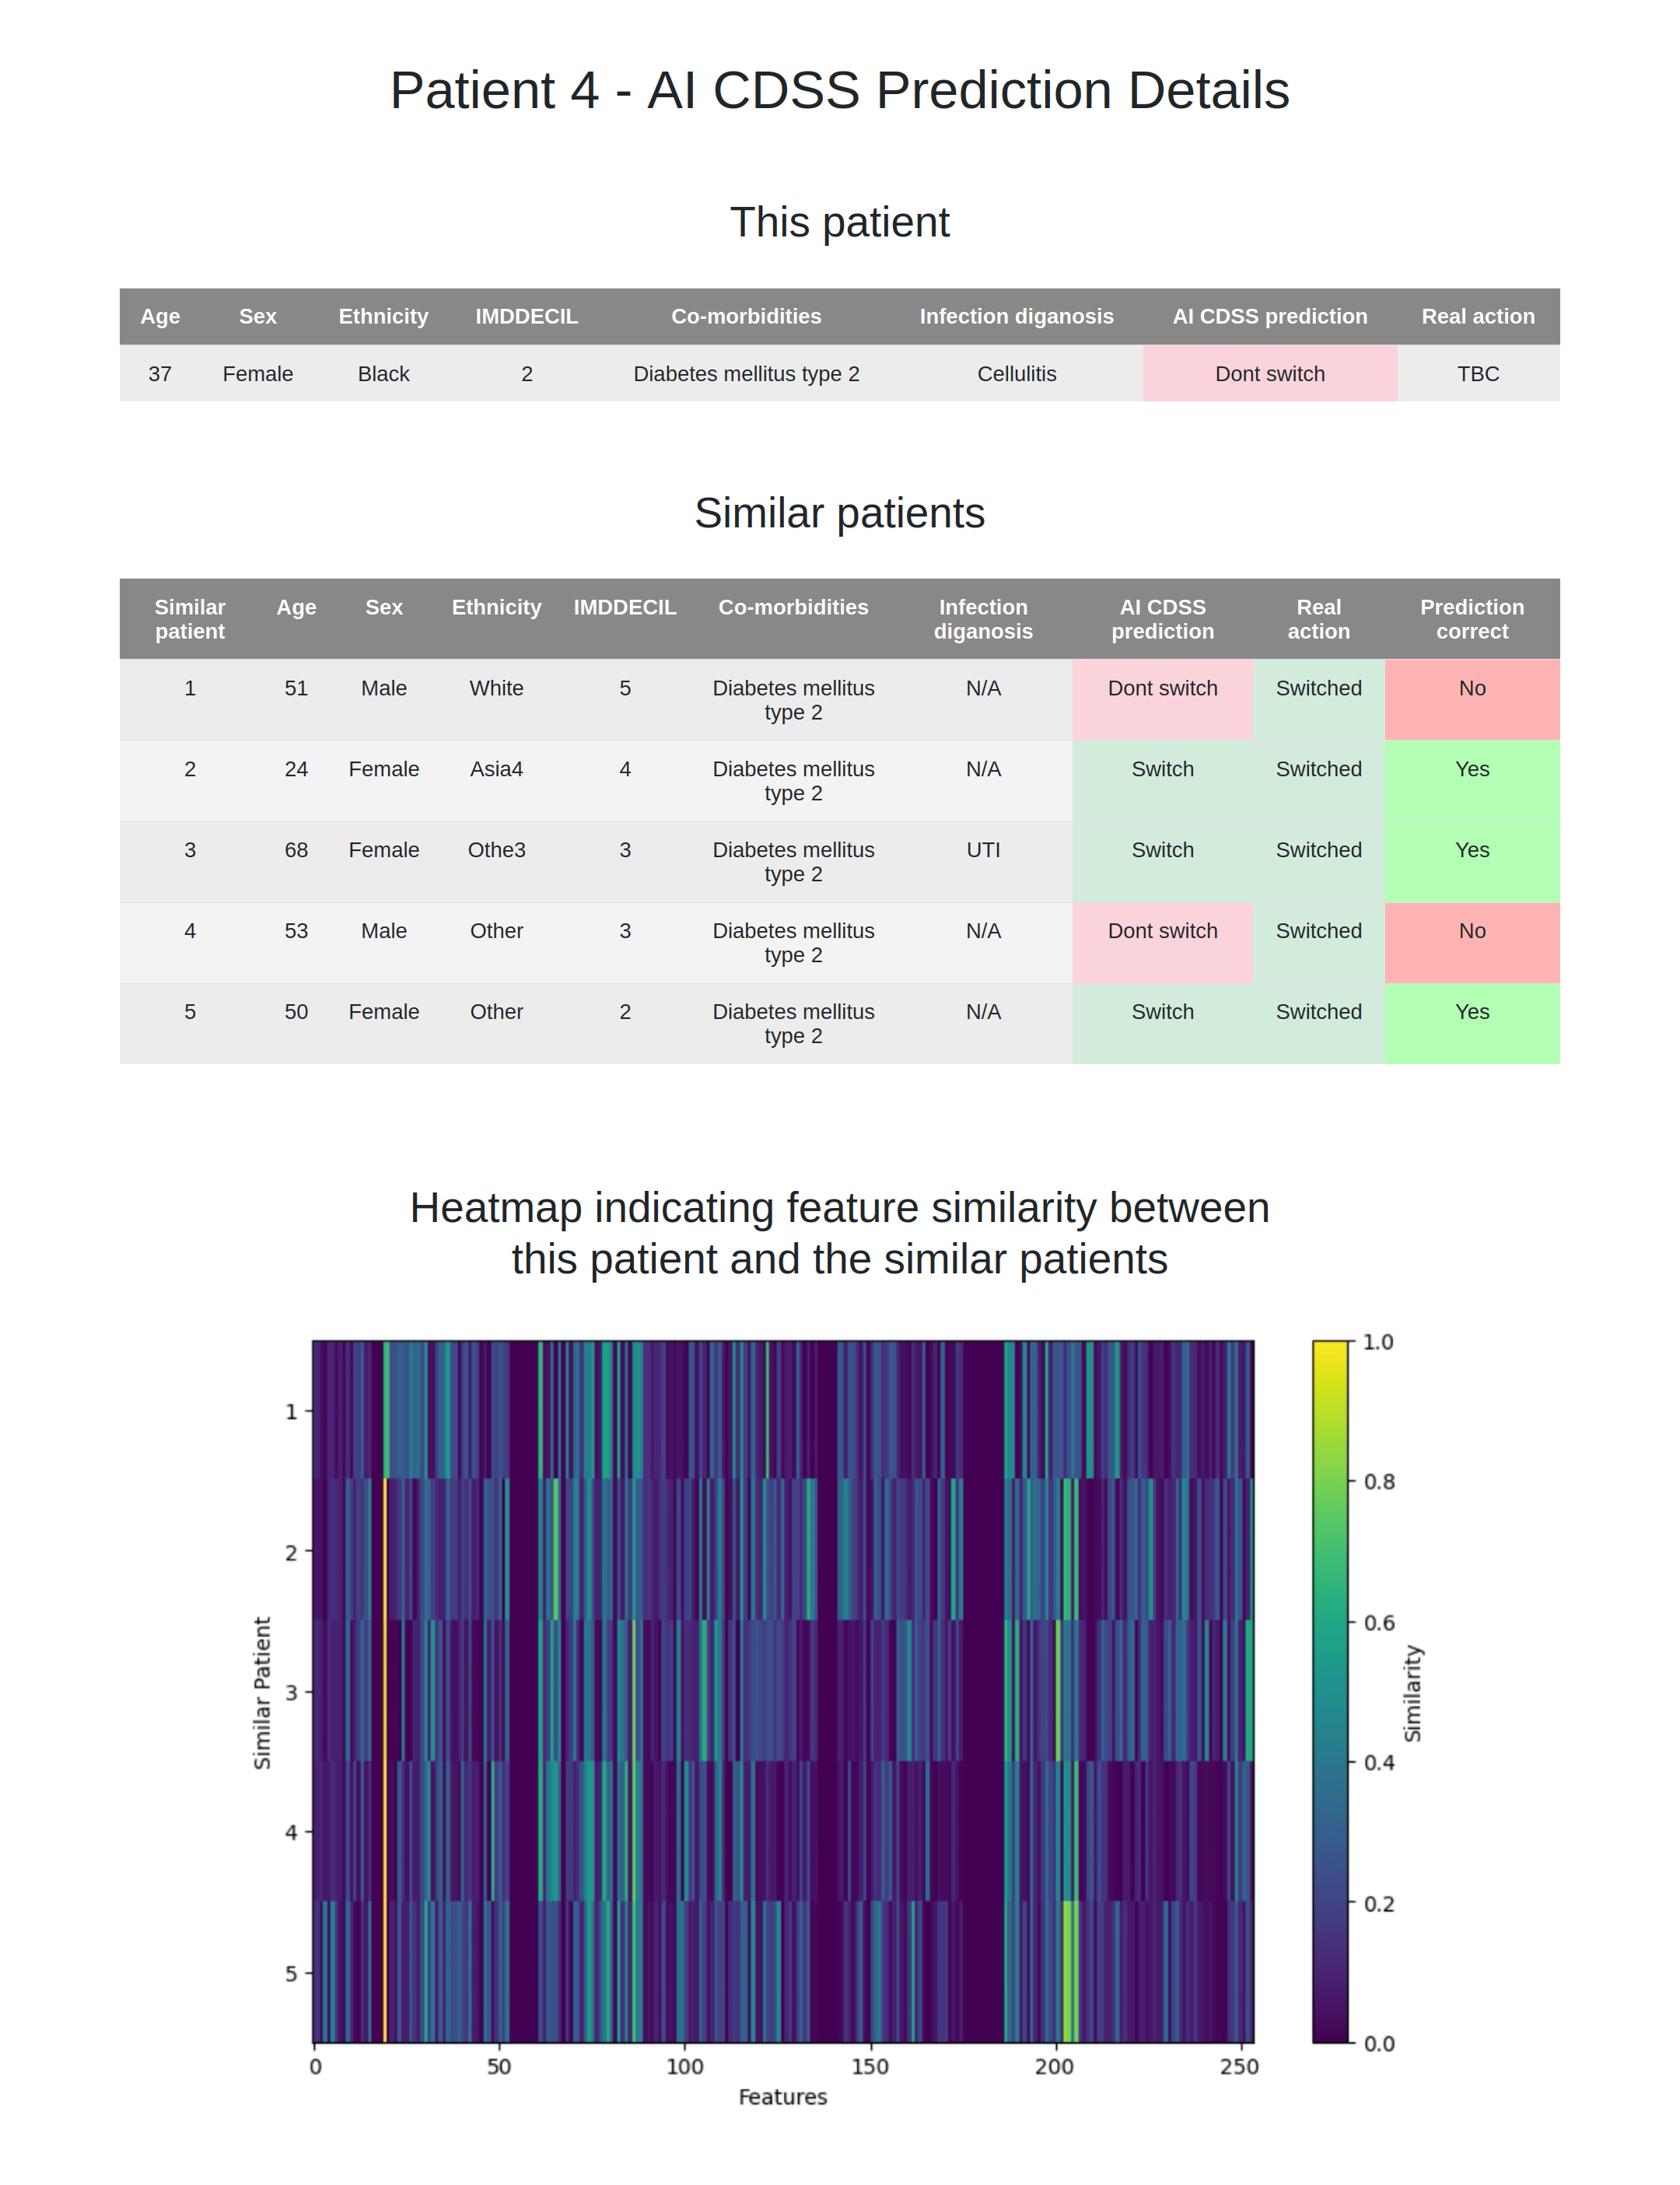 Patient 4 - AI CDSS Prediction Details
This patient
Age Sex Ethnicity IMDDECIL Co-morbidities Infection diganosis AI CDSS prediction Real action
37 Female Black 2 Diabetes mellitus type 2 Cellulitis Dont switch TBC
Similar patients
Similar patient Age Sex Ethnicity IMDDECIL Co-morbidities Infection diganosis AI CDSS prediction Real action Prediction correct
1 51 Male White 5 Diabetes mellitus type 2 N/A Dont switch Switched No
2 24 Female Asia4 4 Diabetes mellitus type 2 N/A Switch Switched Yes
3 68 Female Othe3 3 Diabetes mellitus type 2 UTI Switch Switched Yes
4 53 Male Other 3 Diabetes mellitus type 2 N/A Dont switch Switched No
5 50 Female Other 2 Diabetes mellitus type 2 N/A Switch Switched Yes
Heatmap indicating feature similarity between
this patient and the similar patients
Similar Patient
1
2
3
4
5
0 50 100 150 200 250
Features
1.0
0.8
0.6
0.4
0.2
0.0
Similarity